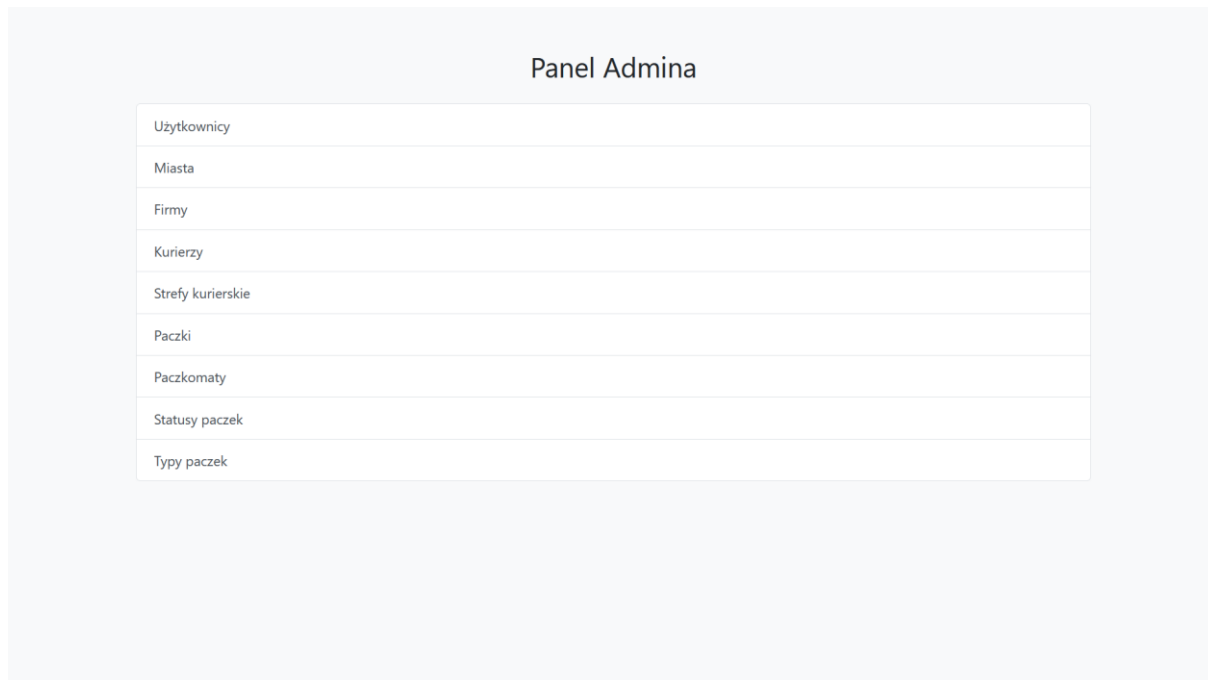 Panel Admina
Użytkownicy
Miasta
Firmy
Kurierzy
Strefy kurierskie
Paczki
Paczkomaty
Statusy paczek
Typy paczek